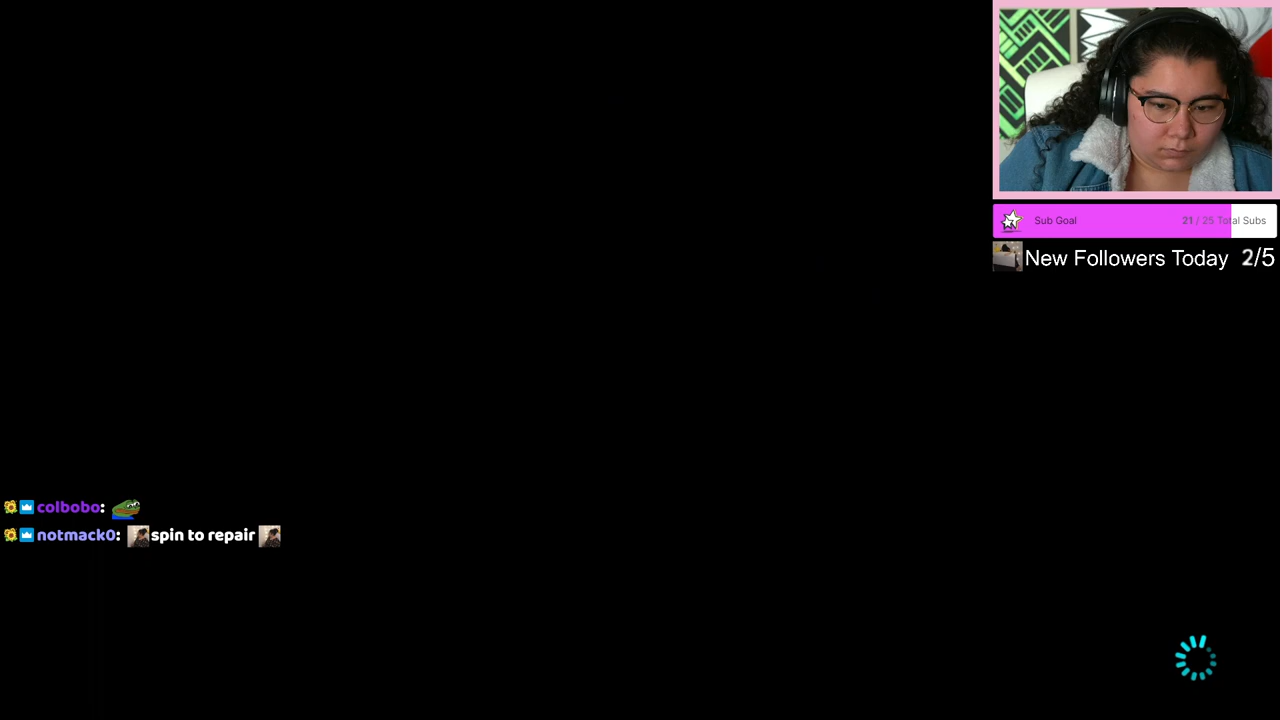 Sub Goal 21 / 25 Total Subs
New Followers Today 2/5
colbobo:
notmack0: spin to repair